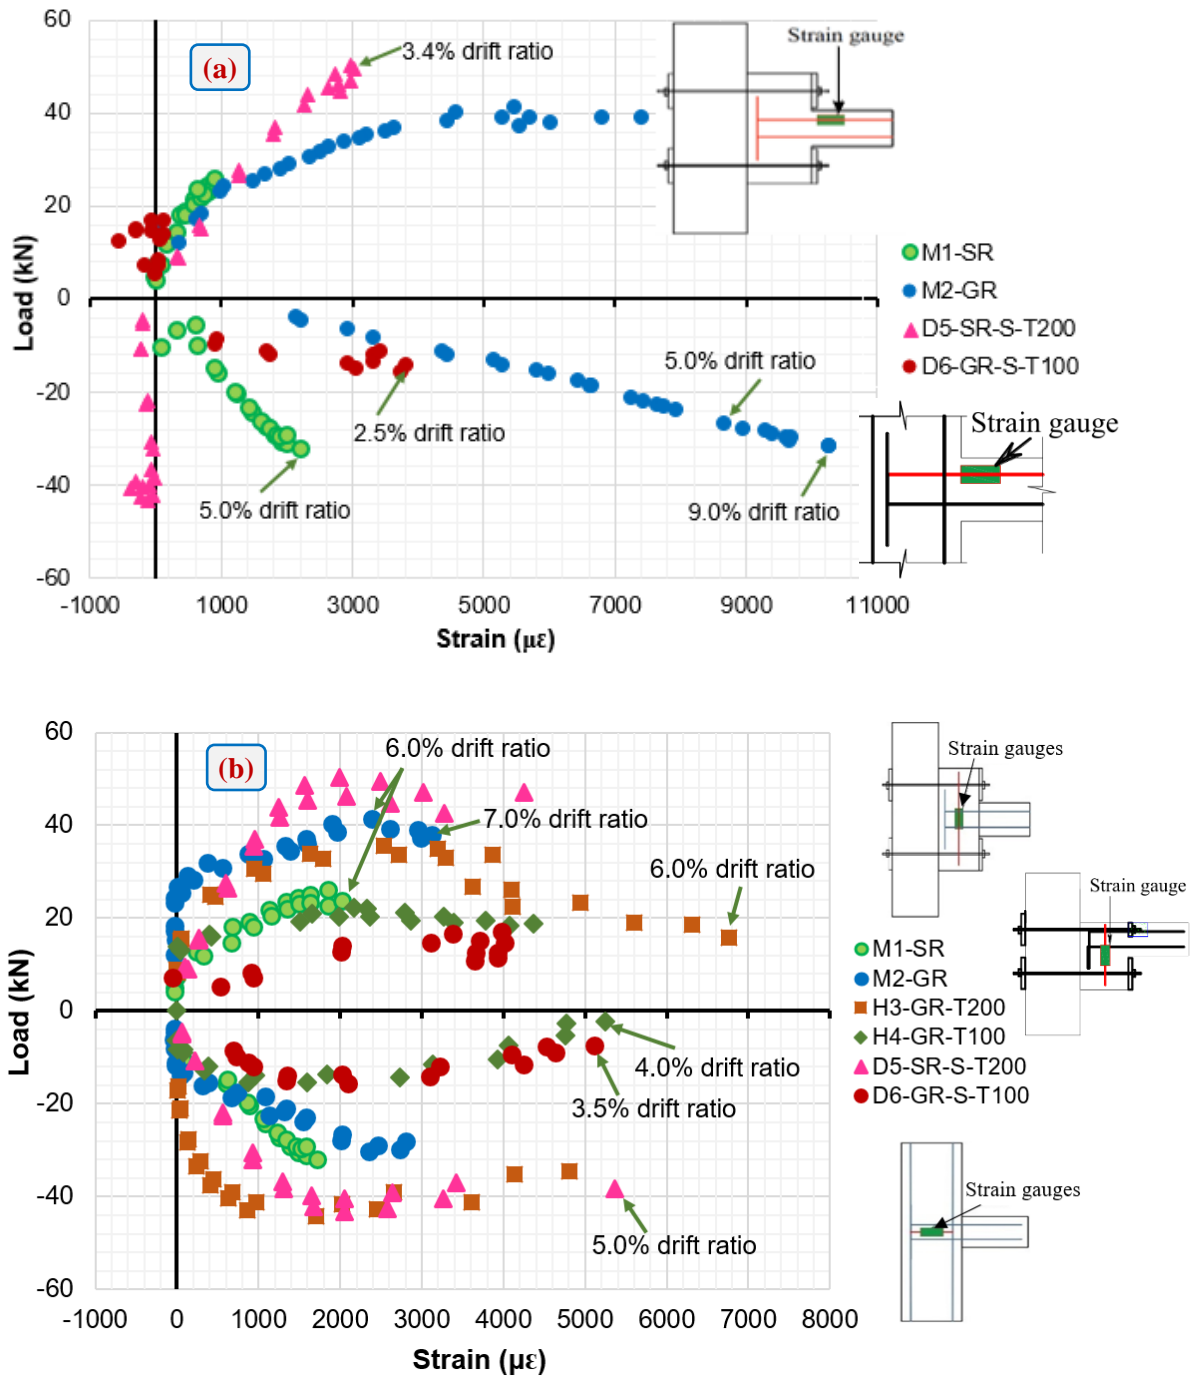 (a)
60
40
20
0
-20
-40
-60
Load (kN)
-1000
1000
3000
5000
7000
9000
11000
Strain (με)
3.4% drift ratio
5.0% drift ratio
2.5% drift ratio
5.0% drift ratio
9.0% drift ratio
Strain gauge
M1-SR
M2-GR
D5-SR-S-T200
D6-GR-S-T100
Strain gauge
(b)
60
40
20
0
-20
-40
-60
Load (kN)
-1000
0
1000
2000
3000
4000
5000
6000
7000
8000
Strain (με)
6.0% drift ratio
7.0% drift ratio
6.0% drift ratio
4.0% drift ratio
3.5% drift ratio
5.0% drift ratio
Strain gauges
Strain gauge
M1-SR
M2-GR
H3-GR-T200
H4-GR-T100
D5-SR-S-T200
D6-GR-S-T100
Strain gauges